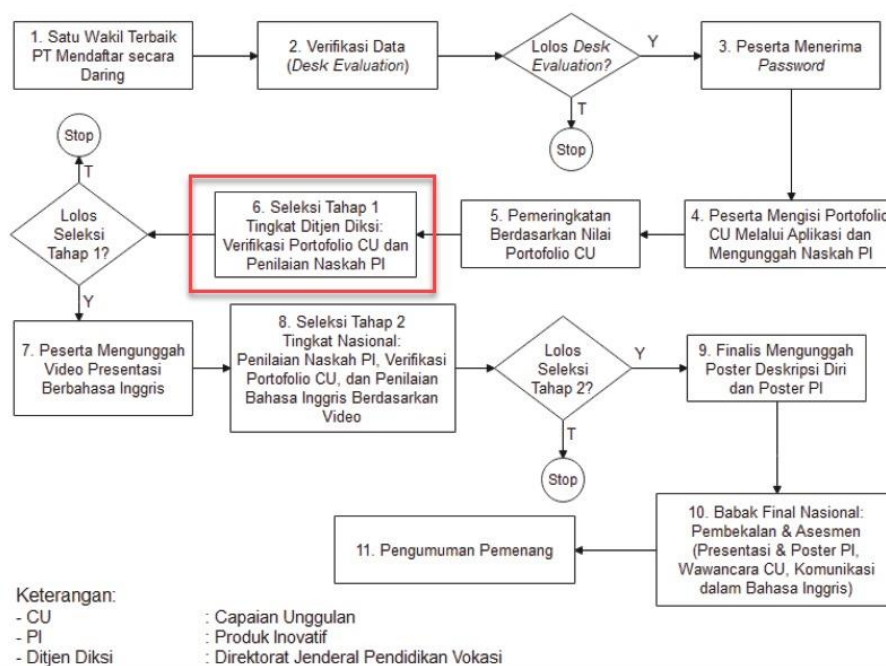 1. Satu Wakil Terbaik
PT Mendaftar secara
Daring
2. Verifikasi Data
(Desk Evaluation)
Lolos Desk
Evaluation?
Y
T
Stop
3. Peserta Menerima
Password
4. Peserta Mengisi Portofolio
CU Melalui Aplikasi dan
Mengunggah Naskah PI
5. Pemeringkatan
Berdasarkan Nilai
Portofolio CU
6. Seleksi Tahap 1
Tingkat Ditjen Diksi:
Verifikasi Portofolio CU dan
Penilaian Naskah PI
Lolos
Seleksi
Tahap 1?
T
Stop
Y
7. Peserta Mengunggah
Video Presentasi
Berbahasa Inggris
8. Seleksi Tahap 2
Tingkat Nasional:
Penilaian Naskah PI, Verifikasi
Portofolio CU, dan Penilaian
Bahasa Inggris Berdasarkan
Video
Lolos
Seleksi
Tahap 2?
Y
T
Stop
9. Finalis Mengunggah
Poster Deskripsi Diri
dan Poster PI
10. Babak Final Nasional:
Pembekalan & Asesmen
(Presentasi & Poster PI,
Wawancara CU, Komunikasi
dalam Bahasa Inggris)
11. Pengumuman Pemenang
Keterangan:
- CU : Capaian Unggulan
- PI : Produk Inovatif
- Ditjen Diksi : Direktorat Jenderal Pendidikan Vokasi